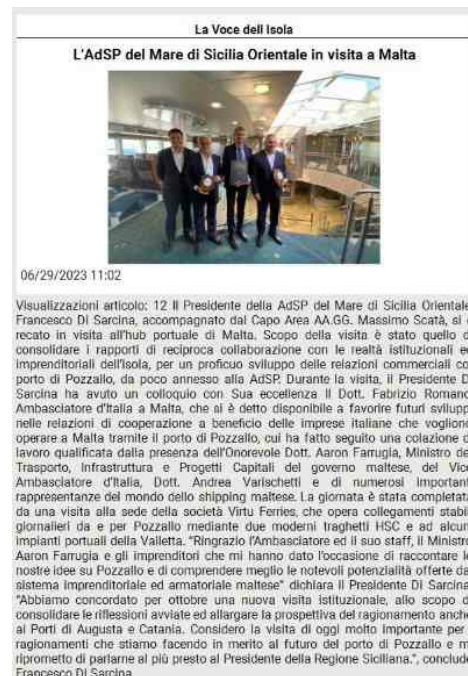 La Voce dell Isola
L'AdSP del Mare di Sicilia Orientale in visita a Malta
06/29/2023 11:02
Visualizzazioni articolo: 12 Il Presidente della AdSP del Mare di Sicilia Orientale
Francesco Di Sarcina, accompagnato dal Capo Area AA.GG. Massimo Scatà, si
recato in visita all'hub portuale di Malta. Scopo della visita è stato quello d
consolidare i rapporti di reciproca collaborazione con le realtà istituzionali ed
imprenditoriali dell'isola, per un proficuo sviluppo delle relazioni commerciali co
porto di Pozzallo, da poco annesso alla AdSP. Durante la visita, il Presidente D
Sarcina ha avuto un colloquio con Sua eccellenza Il Dott. Fabrizio Romano
Ambasciatore d'Italia a Malta, che si è detto disponibile a favorire futuri svilupp
nelle relazioni di cooperazione a beneficio delle imprese italiane che vogliono
operare a Malta tramite il porto di Pozzallo, cui ha fatto seguito una colazione d
lavoro qualificata dalla presenza dell'Onorevole Dott. Aaron Farrugia, Ministro de
Trasporto, Infrastruttura e Progetti Capitali del governo maltese, del Vice
Ambasciatore d'Italia, Dott. Andrea Varischetti e di numerosi important
rappresentanze del mondo dello shipping maltese. La giornata è stata completata
da una visita alla sede della società Virtu Ferries, che opera collegamenti stabil
giornalieri da e per Pozzallo mediante due moderni traghetti HSC e ad alcun
impianti portuali della Valletta. "Ringrazio l'Ambasciatore ed il suo staff, il Ministro
Aaron Farrugia e gli imprenditori che mi hanno dato l'occasione di raccontare le
nostre idee su Pozzallo e di comprendere meglio le notevoli potenzialità offerte da
sistema imprenditoriale ed armatoriale maltese" dichiara il Presidente Di Sarcina
"Abbiamo concordato per ottobre una nuova visita istituzionale, allo scopo d
consolidare le riflessioni avviate ed allargare la prospettiva del ragionamento anche
ai Porti di Augusta e Catania. Considero la visita di oggi molto importante per
ragionamenti che stiamo facendo in merito al futuro del porto di Pozzallo e m
riprometto di parlarne al più presto al Presidente della Regione Siciliana.", conclude
Francesco Di Sarcina